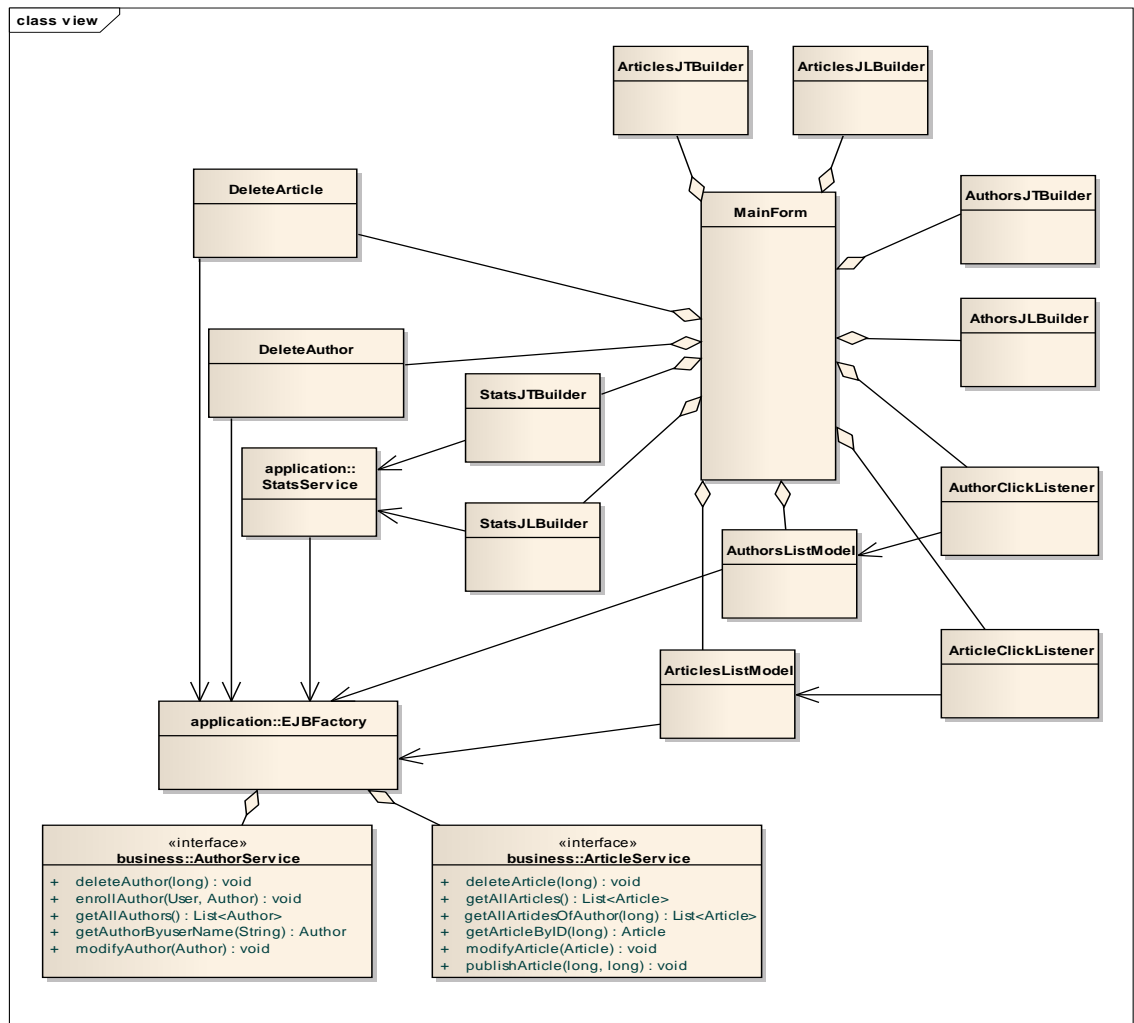 class view
ArticlesJTBuilder
ArticlesJLBuilder
DeleteArticle
MainForm
AuthorsJTBuilder
AthorsJLBuilder
DeleteAuthor
StatsJTBuilder
application::
StatsService
StatsJLBuilder
AuthorClickListener
AuthorsListModel
ArticlesListModel
ArticleClickListener
application::EJBFactory
«interface»
business::AuthorService
+ deleteAuthor(long) : void
+ enrollAuthor(User, Author) : void
+ getAllAuthors() : List<Author>
+ getAuthorByuserName(String) : Author
+ modifyAuthor(Author) : void
«interface»
business::ArticleService
+ deleteArticle(long) : void
+ getAllArticles() : List<Article>
+ getAllArticlesOfAuthor(long) : List<Article>
+ getArticleByID(long) : Article
+ modifyArticle(Article) : void
+ publishArticle(long, long) : void